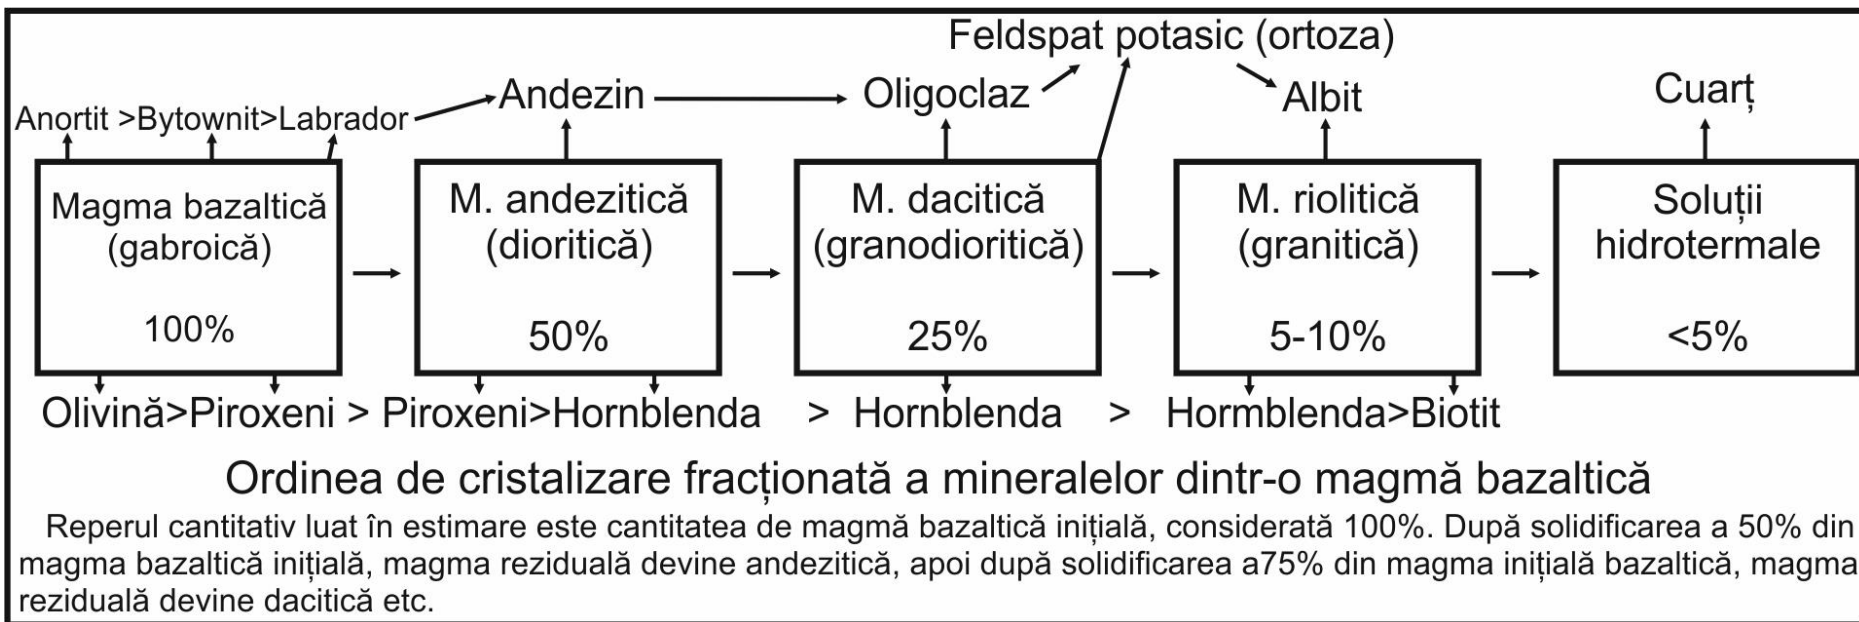 Feldspat potasic (ortoza)
Anortit >Bytownit>Labrador
Andezin
Oligoclaz
Albit
Cuarț
Magma bazaltică
(gabroică)
100%
M. andezitică
(dioritică)
50%
M. dacitică
(granodioritică)
25%
M. riolitică
(granitică)
5-10%
Soluții
hidrotermale
<5%
Olivină>Piroxeni > Piroxeni>Hornblenda > Hornblenda > Hormblenda>Biotit
Ordinea de cristalizare fracționată a mineralelor dintr-o magmă bazaltică
Reperul cantitativ luat în estimare este cantitatea de magmă bazaltică inițială, considerată 100%. După solidificarea a 50% din
magma bazaltică inițială, magma reziduală devine andezitică, apoi după solidificarea a75% din magma inițială bazaltică, magma
reziduală devine dacitică etc.